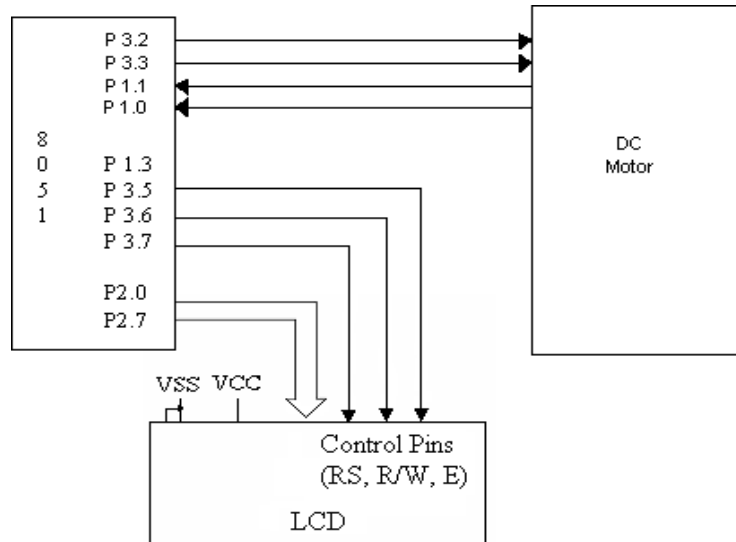 P 3.2
P 3.3
P 1.1
P 1.0
8
0
5
1
P 1.3
P 3.5
P 3.6
P 3.7
P2.0
P2.7
DC
Motor
VSS VCC
Control Pins
(RS, R/W, E)
LCD